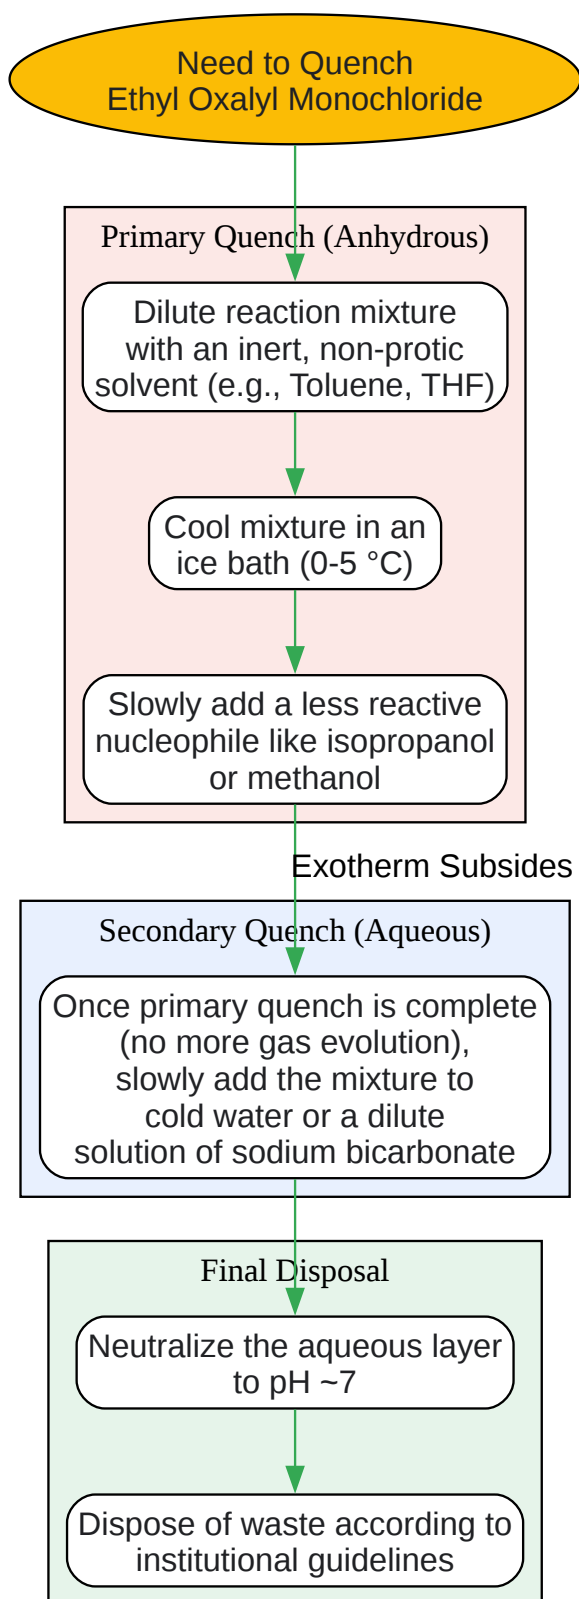 Need to Quench
Ethyl Oxalyl Monochloride
Primary Quench (Anhydrous)
Dilute reaction mixture
with an inert, non-protic
solvent (e.g., Toluene, THF)
Cool mixture in an
ice bath (0-5 °C)
Slowly add a less reactive
nucleophile like isopropanol
or methanol
Exotherm Subsides
Secondary Quench (Aqueous)
Once primary quench is complete
(no more gas evolution),
slowly add the mixture to
cold water or a dilute
solution of sodium bicarbonate
Final Disposal
Neutralize the aqueous layer
to pH ~7
Dispose of waste according to
institutional guidelines